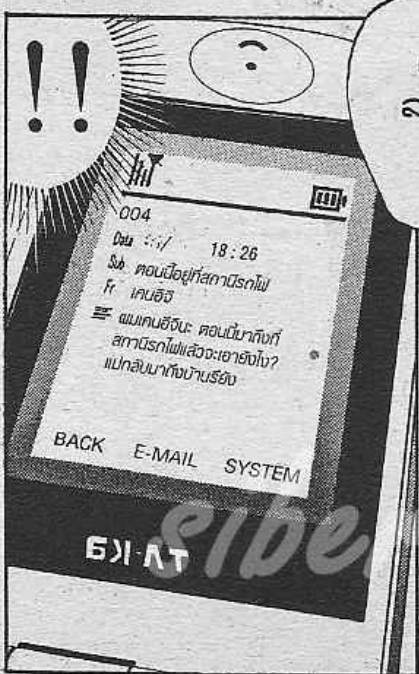 !!
004
Data 18:26
Sub ตอนนี้อยู่ที่สถานีรถไฟ
Fr เคนอิจิ
ผมเคนอิจินะ ตอนนี้มาถึงที่
สถานีรถไฟแล้วจะเอายังไง?
แม่กลับมาถึงบ้านรึยัง
BACK E-MAIL SYSTEM